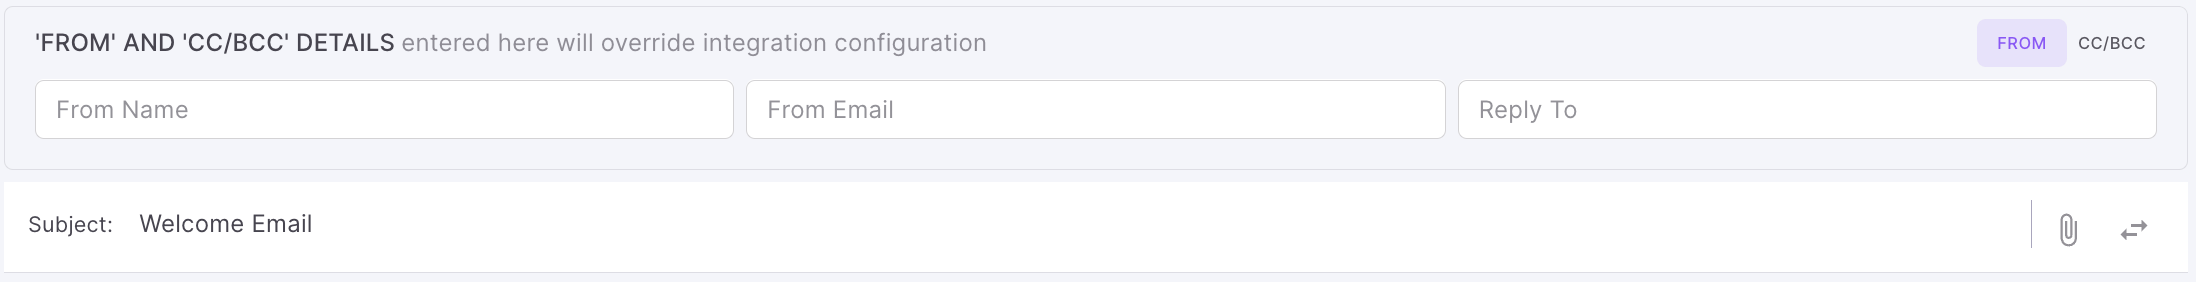 'FROM' AND 'CC/BCC' DETAILS entered here will override integration configuration FROM CC/BCC
From Name From Email Reply To
Subject: Welcome Email